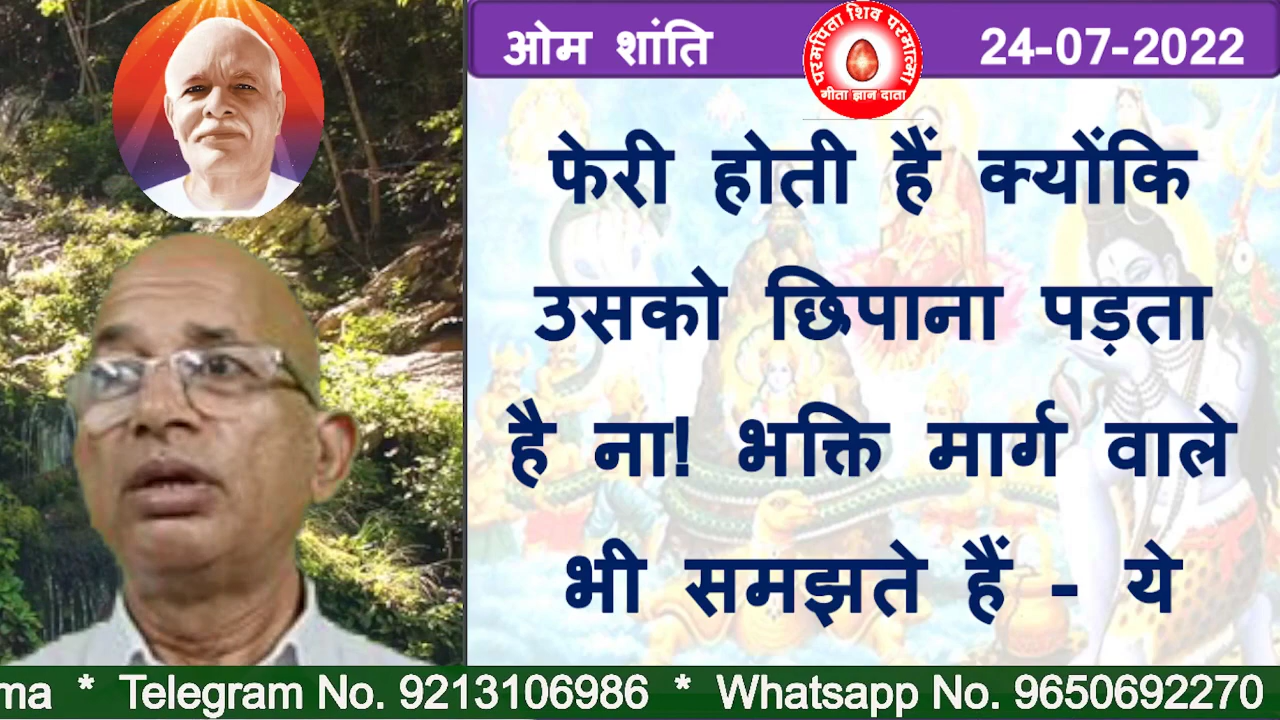 ओम शांति
परमपिता शिव परमात्मा
गीता ज्ञान दाता
24-07-2022
फेरी होती हैं क्योंकि
उसको छिपाना पड़ता
है ना! भक्ति मार्ग वाले
भी समझते हैं - ये
ma * Telegram No. 9213106986 * Whatsapp No. 9650692270